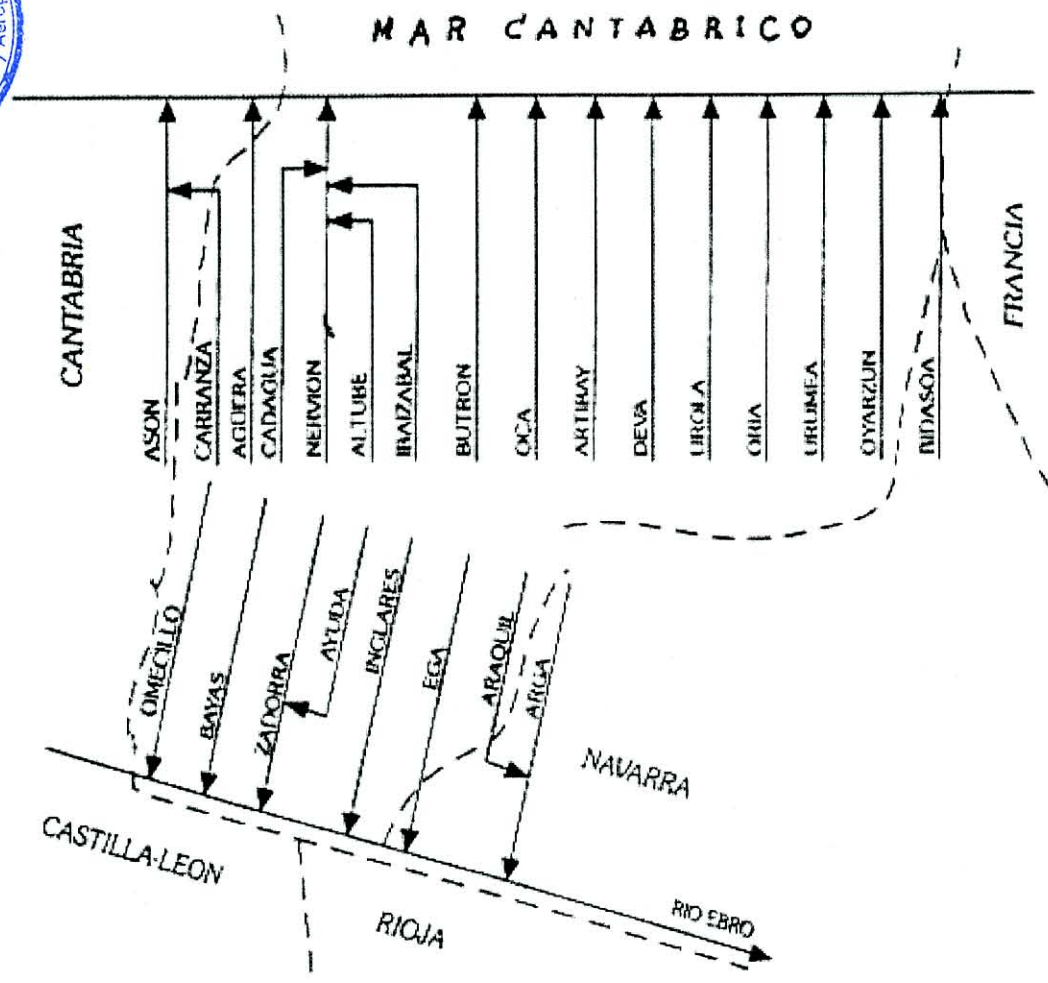 MAR CANTABRICO
CANTABRIA
ASON
CARRANZA
AGÜERA
CADAGUA
NERVION
ALTUBE
IBAIZABAL
BUTRON
OCA
ARTIBAY
DEVA
UROLA
ORIA
URUMEA
OYARZUN
BIDASOA
FRANCIA
OMECILLO
BAYAS
ZADORRA
AYUDA
INGLARES
EGA
ARAQUIL
ARGA
NAVARRA
CASTILLA-LEON
RIOJA
RIO EBRO